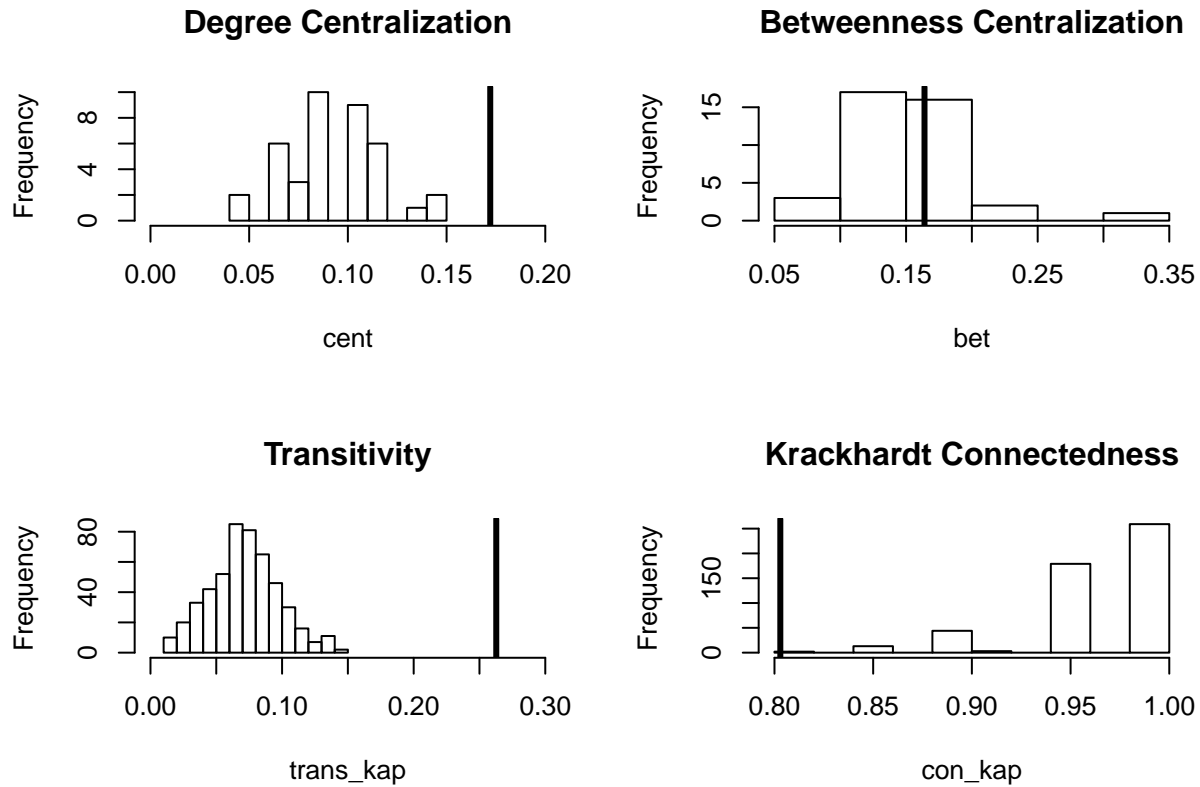 Degree Centralization
Frequency
0 4 8
0.00 0.05 0.10 0.15 0.20
cent
Betweenness Centralization
Frequency
0 5 15
0.05 0.15 0.25 0.35
bet
Transitivity
Frequency
0 40 80
0.00 0.10 0.20 0.30
trans_kap
Krackhardt Connectedness
Frequency
0 150
0.80 0.85 0.90 0.95 1.00
con_kap